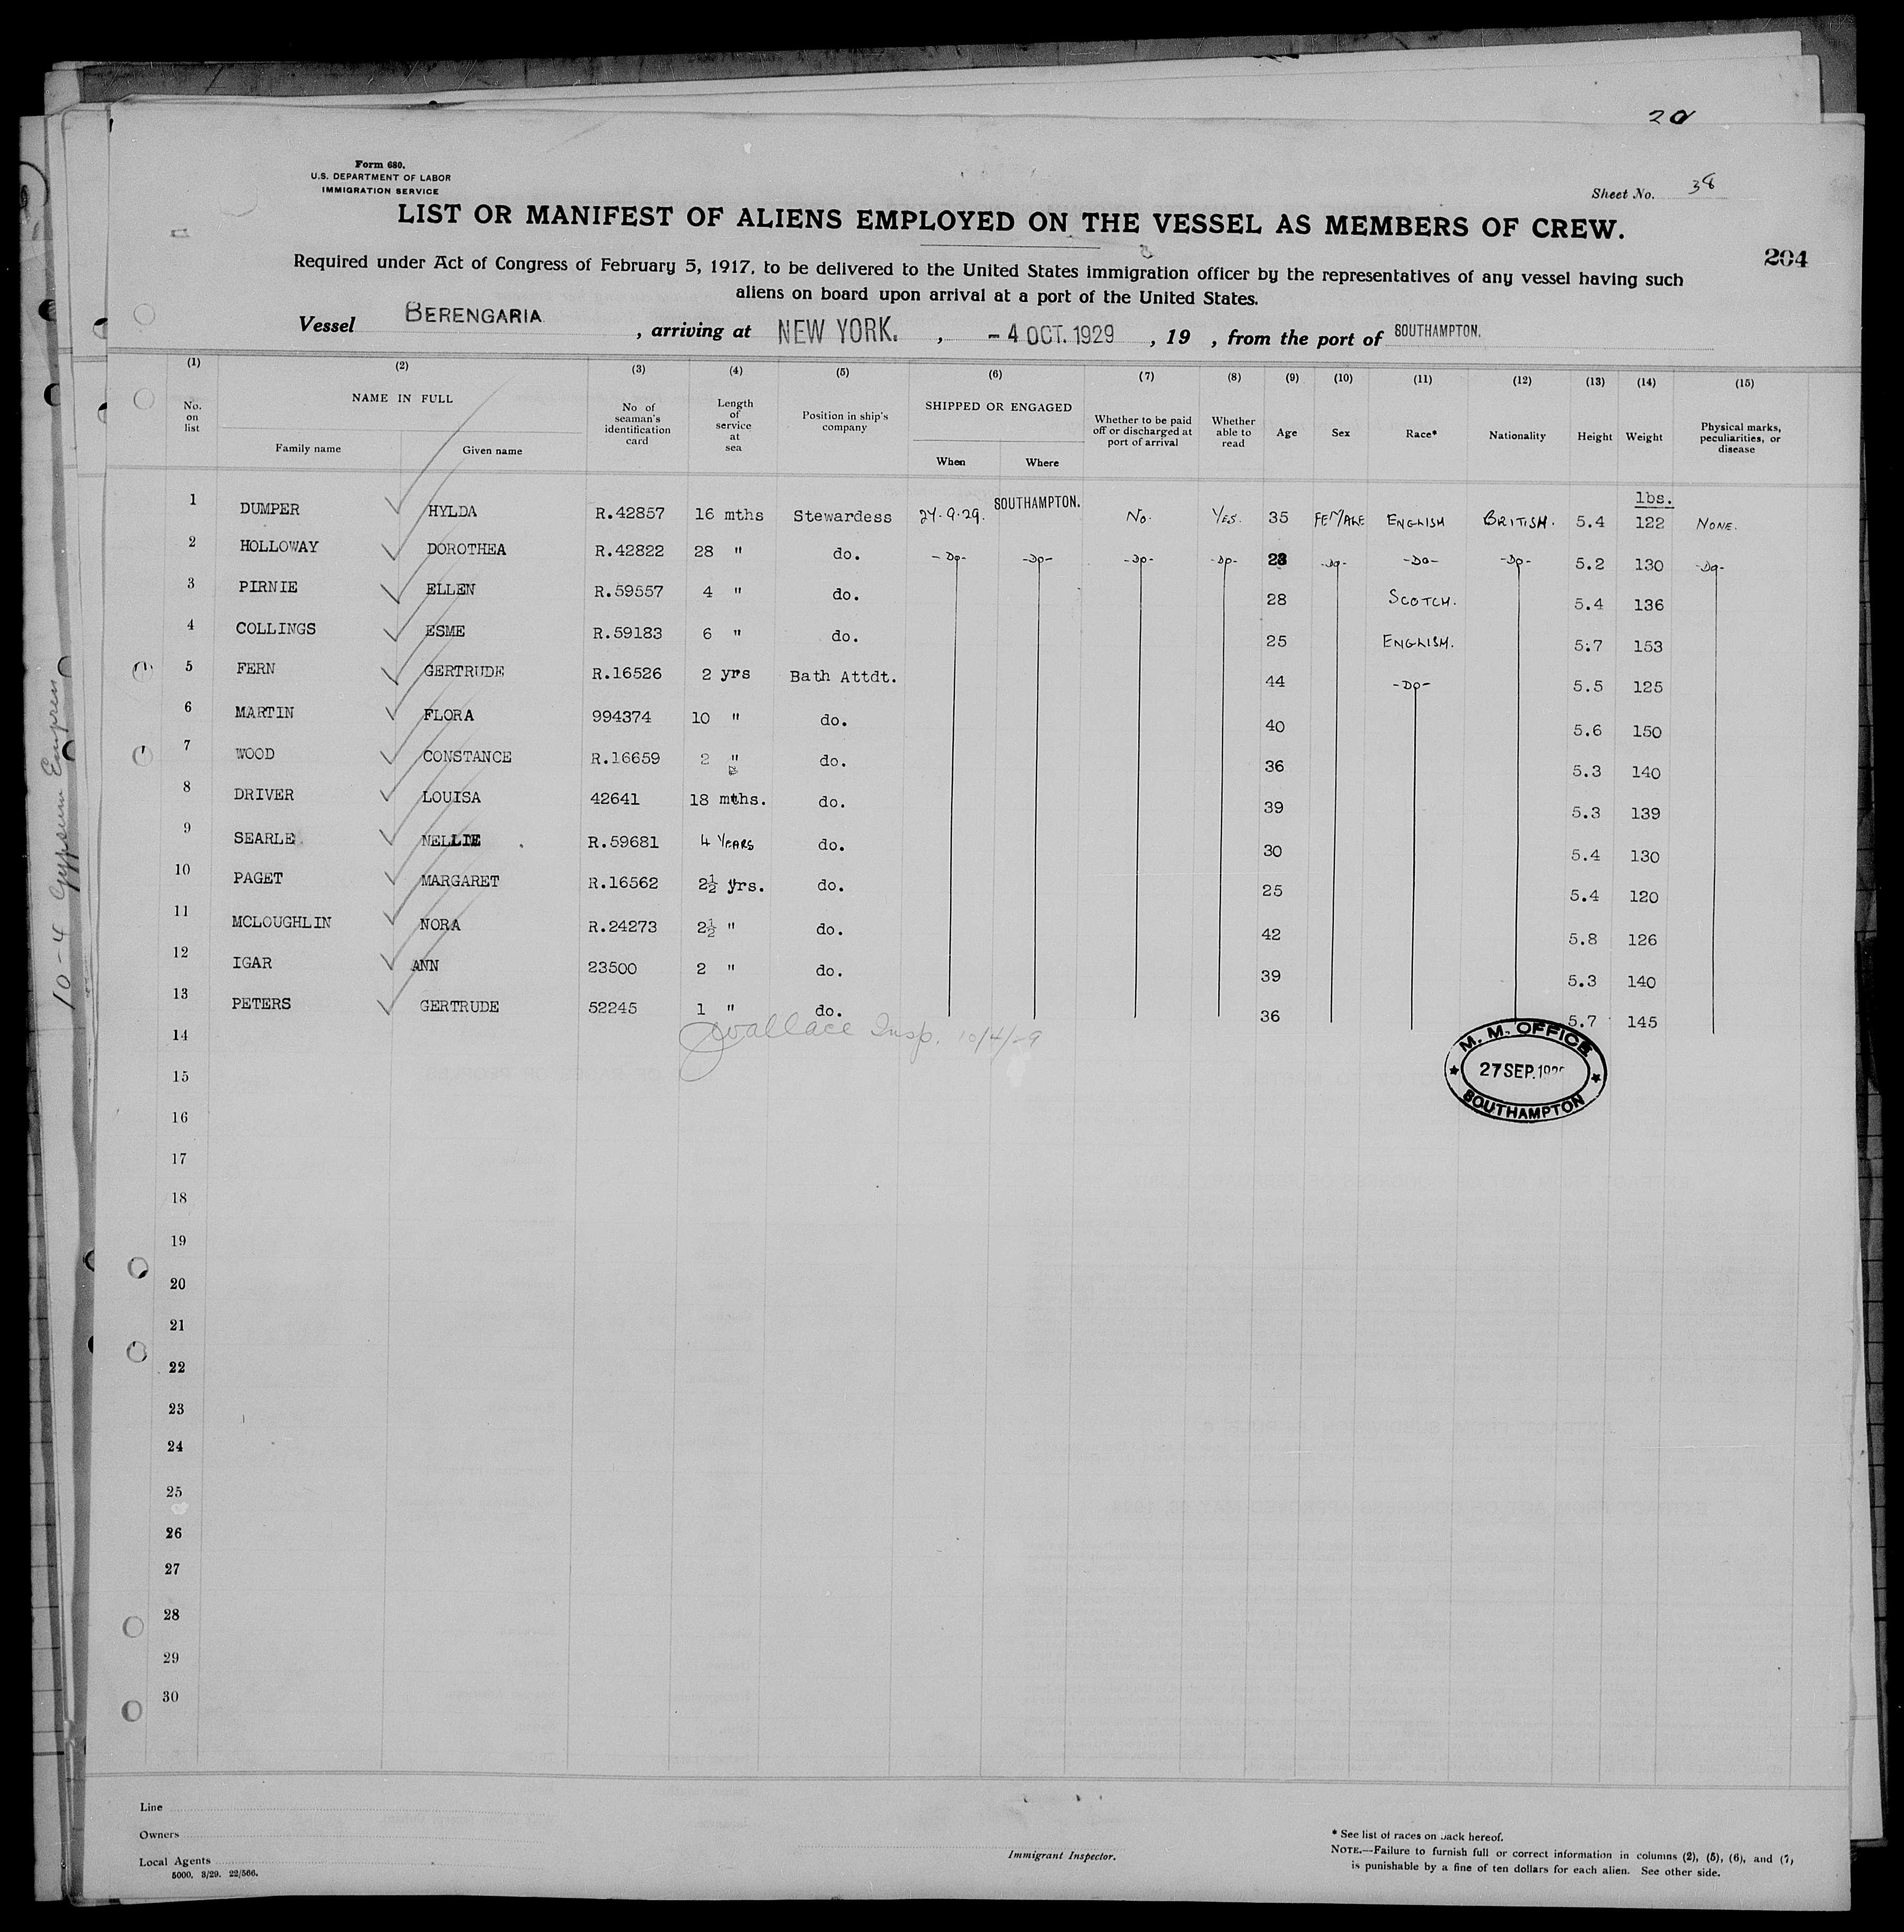 20
Form 680.
U.S. DEPARTMENT OF LABOR
IMMIGRATION SERVICE
Sheet No. 38
LIST OR MANIFEST OF ALIENS EMPLOYED ON THE VESSEL AS MEMBERS OF CREW.
204
Required under Act of Congress of February 5, 1917, to be delivered to the United States immigration officer by the representatives of any vessel having such
aliens on board upon arrival at a port of the United States.
Vessel BERENGARIA , arriving at NEW YORK. , - 4 OCT. 1929 , 19 , from the port of SOUTHAMPTON.
(1) (2) (3) (4) (5) (6) (7) (8) (9) (10) (11) (12) (13) (14) (15)
No. on list NAME IN FULL Family name Given name No of seaman's identification card Length of service at sea Position in ship's company SHIPPED OR ENGAGED When Where Whether to be paid off or discharged at port of arrival Whether able to read Age Sex Race* Nationality Height Weight Physical marks, peculiarities, or disease
lbs.
1 DUMPER HYLDA R.42857 16 mths Stewardess 27.9.29. SOUTHAMPTON. No. YES. 35 FEMALE ENGLISH BRITISH. 5.4 122 NONE.
2 HOLLOWAY DOROTHEA R.42822 28 " do. -Do- -Do- -Do- -Do- 28 -Do- -Do- -Do- 5.2 130 -Do-
3 PIRNIE ELLEN R.59557 4 " do. 28 SCOTCH. 5.4 136
4 COLLINGS ESME R.59183 6 " do. 25 ENGLISH. 5.7 153
5 FERN GERTRUDE R.16526 2 yrs Bath Attdt. 44 -Do- 5.5 125
6 MARTIN FLORA 994374 10 " do. 40 5.6 150
7 WOOD CONSTANCE R.16659 2 " do. 36 5.3 140
8 DRIVER LOUISA 42641 18 mths. do. 39 5.3 139
9 SEARLE NELLIE R.59681 4 YEARS do. 30 5.4 130
10 PAGET MARGARET R.16562 2½ yrs. do. 25 5.4 120
11 MCLOUGHLIN NORA R.24273 2½ " do. 42 5.8 126
12 IGAR ANN 23500 2 " do. 39 5.3 140
13 PETERS GERTRUDE 52245 1 " do. 36 5.7 145
14
Wallace Insp. 10/4/29
M. M. OFFICE
27 SEP. 192
SOUTHAMPTON
15
16
17
18
19
20
21
22
23
24
25
26
27
28
29
30
10-4 Gypsum Empress
Line
Owners
Local Agents
5000. 3/29. 22/566.
Immigrant Inspector.
* See list of races on back hereof.
NOTE.—Failure to furnish full or correct information in columns (2), (5), (6), and (7)
is punishable by a fine of ten dollars for each alien. See other side.